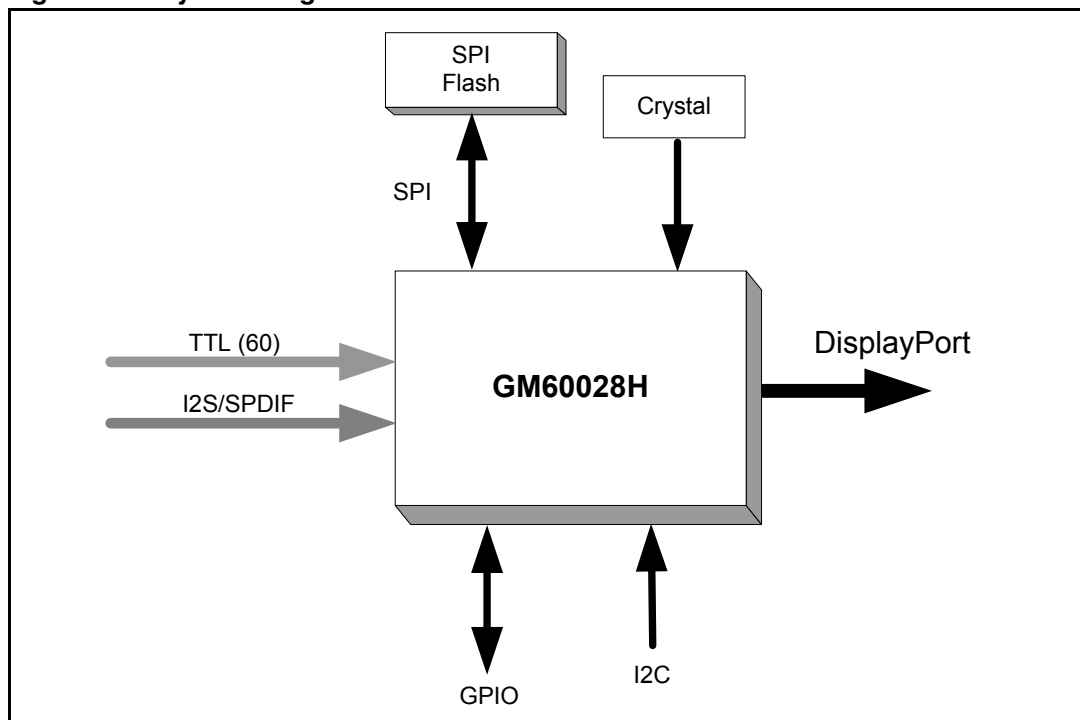 SPI
Flash
Crystal
SPI
TTL (60)
DisplayPort
GM60028H
I2S/SPDIF
I2C
GPIO